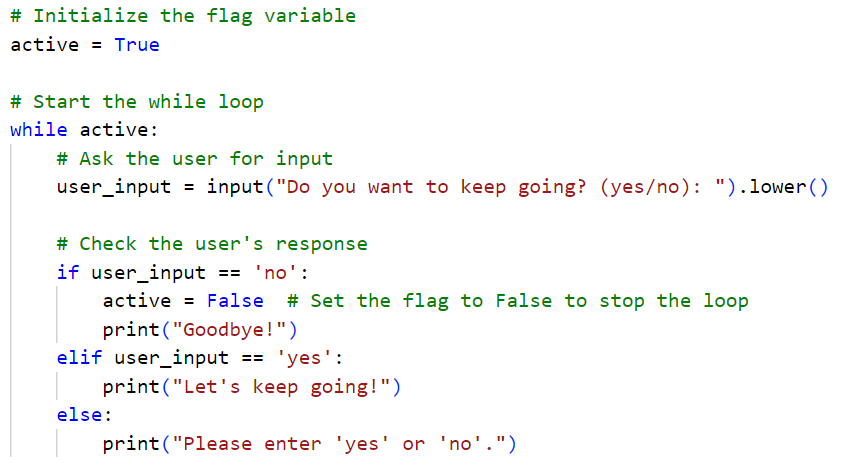 # Initialize the flag variable
active = True
# Start the while loop
while active:
    # Ask the user for input
    user_input = input("Do you want to keep going? (yes/no): ").lower()
    # Check the user's response
    if user_input == 'no':
        active = False  # Set the flag to False to stop the loop
        print("Goodbye!")
    elif user_input == 'yes':
        print("Let's keep going!")
    else:
        print("Please enter 'yes' or 'no'.")